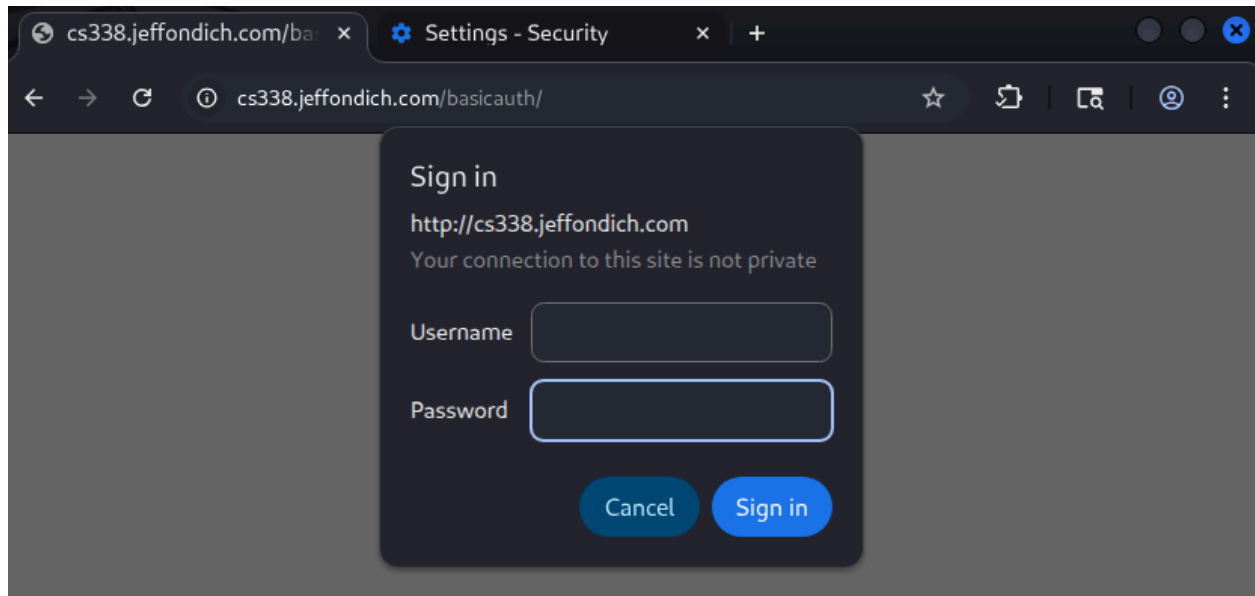 cs338.jeffondich.com/ba
Settings - Security
cs338.jeffondich.com/basicauth/
Sign in
http://cs338.jeffondich.com
Your connection to this site is not private
Username
Password
Cancel
Sign in